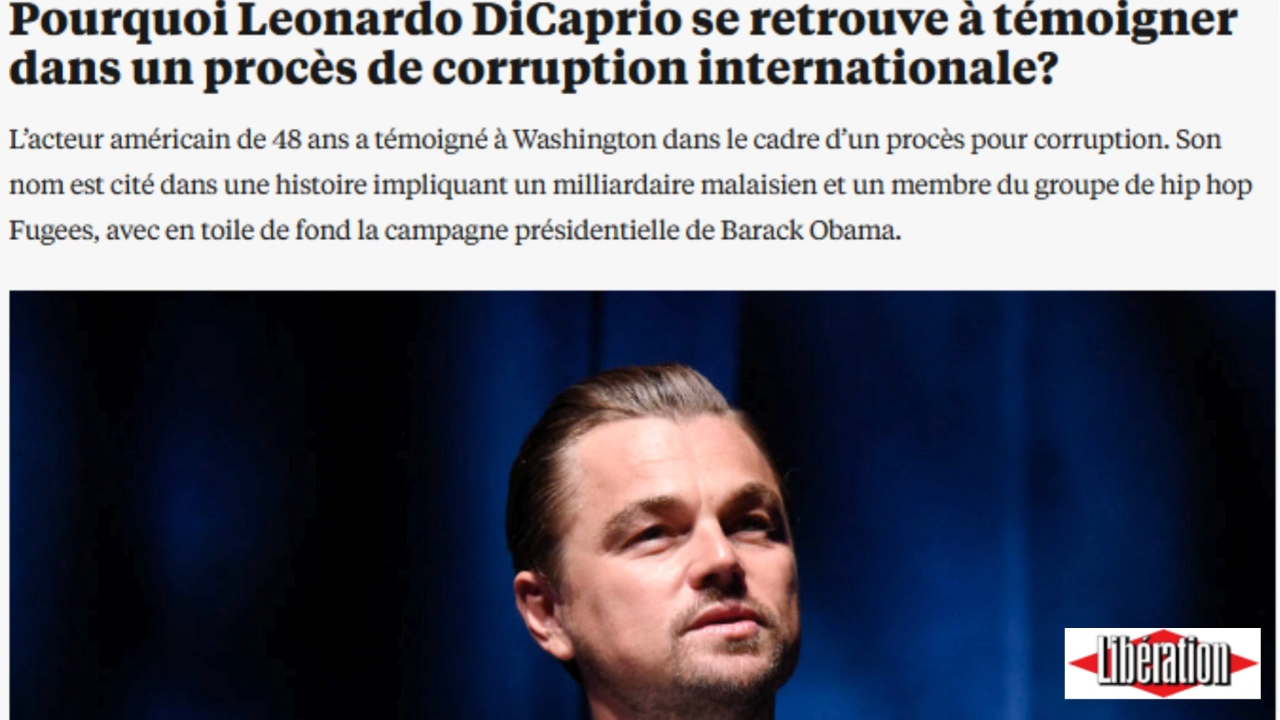 Pourquoi Leonardo DiCaprio se retrouve à témoigner
dans un procès de corruption internationale?
L’acteur américain de 48 ans a témoigné à Washington dans le cadre d’un procès pour corruption. Son
nom est cité dans une histoire impliquant un milliardaire malaisien et un membre du groupe de hip hop
Fugees, avec en toile de fond la campagne présidentielle de Barack Obama.
Libération